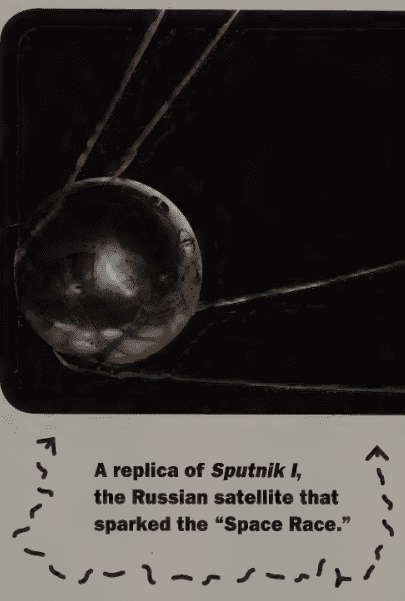 A replica of Sputnik I,
the Russian satellite that
sparked the “Space Race.”